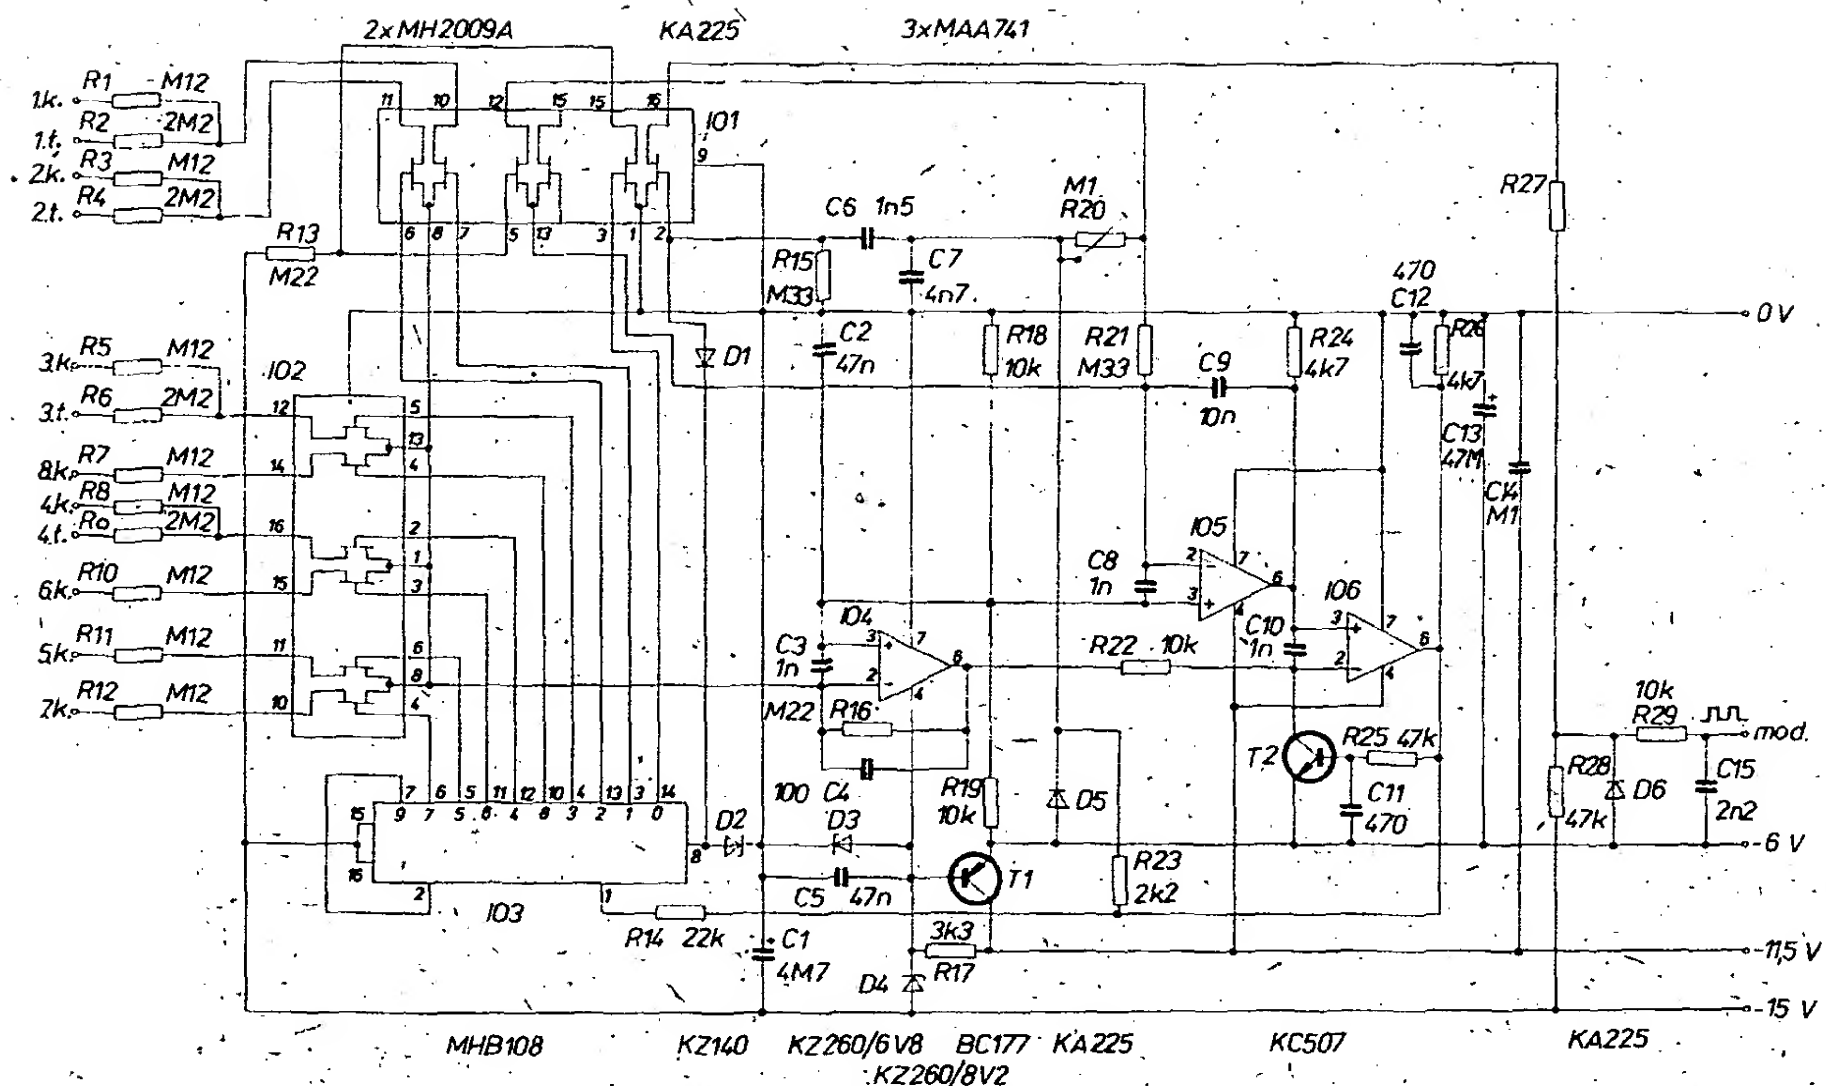 2xMH2009A KA225 3xMAA741
1.k. R1 M12
1.t. R2 2M2
2k. R3 M12
2.t. R4 2M2
11 10 12 15 15 16
IO1
9
6 8 7 5 13 3 1 2
R13
M22
C6 1n5
M1
R20
R15
M33
C7
4n7
R27
470
C12
0V
3.k. R5 M12
3.t. R6 2M2
8.k. R7 M12
4.k. R8 M12
4.t. 2M2
6.k. R10 M12
5.k. R11 M12
7.k. R12 M12
IO2
12 5
13
14 4
16 2
1
15 3
11 6
8
10 4
D1
C2
47n
R18
10k
R21
M33
C9
10n
R24
4k7
R26
4k7
C13
47M
C14
M1
IO5
2 - 7
3 + 4 6
C8
1n
IO4
3 + 7
2 - 4 6
C3
1n
M22 R16
100 C4
R22 10k
C10
1n
IO6
3 + 7
2 - 4 6
10k
R29
mod.
T2
R25 47k
C11
470
R28
47k
D6
C15
2n2
R19
10k
D5
7 6 5 11 12 10 4 13 3 14
9 7 5 6 4 8 3 2 1 0
15
16
2 1
8
IO3
D2
D3
C5 47n
T1
R23
2k2
-6 V
R14 22k
C1
4M7
3k3
R17
D4
-11,5 V
-15 V
MHB108 KZ140 KZ260/6V8 BC177 KA225 KC507 KA225
KZ260/8V2